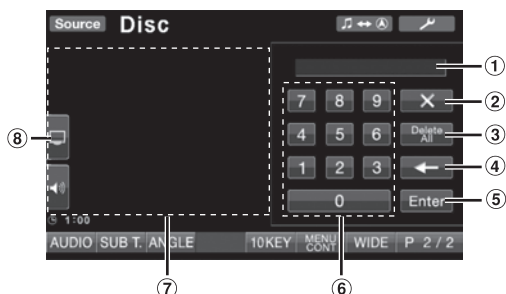 Source Disc
①
7 8 9
②
4 5 6 Delete All
③
⑧
1 2 3
④
0 Enter
⑤
1:00
AUDIO SUB T. ANGLE 10KEY MENU CONT WIDE P 2/2
⑦ ⑥